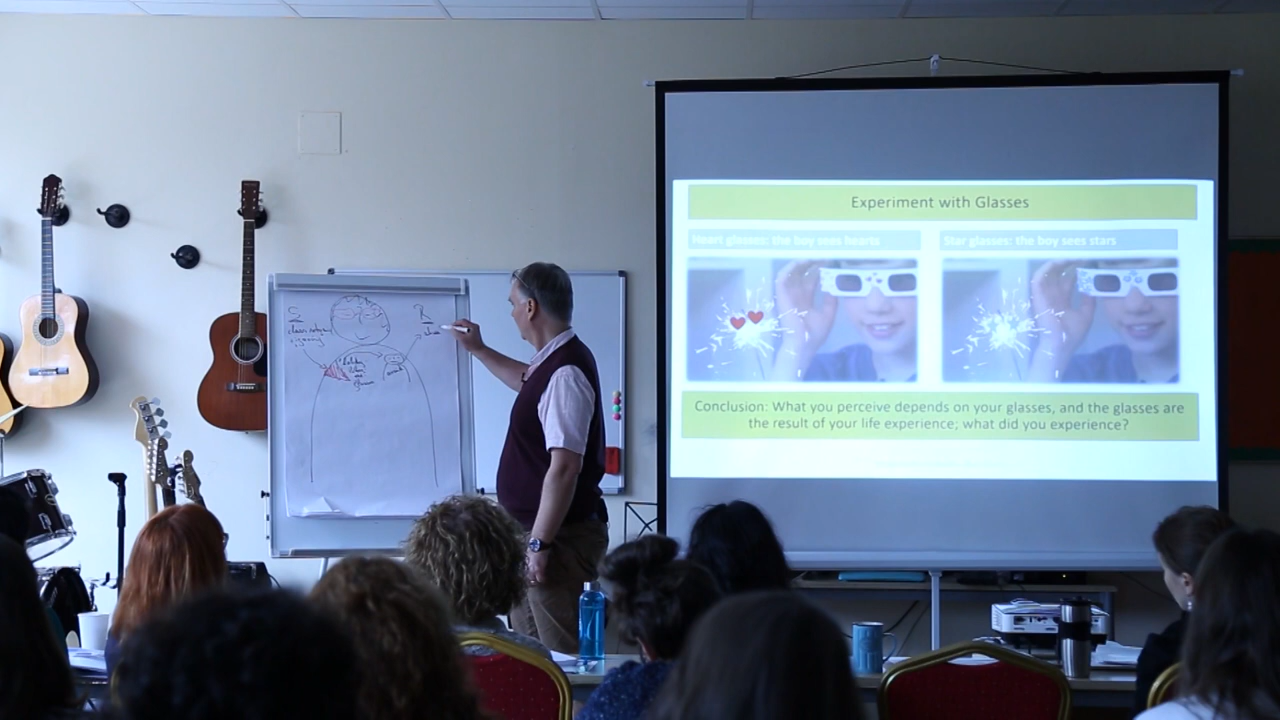 Experiment with Glasses
Heart glasses: the boy sees hearts
Star glasses: the boy sees stars
Conclusion: What you perceive depends on your glasses, and the glasses are
the result of your life experience; what did you experience?
S
R